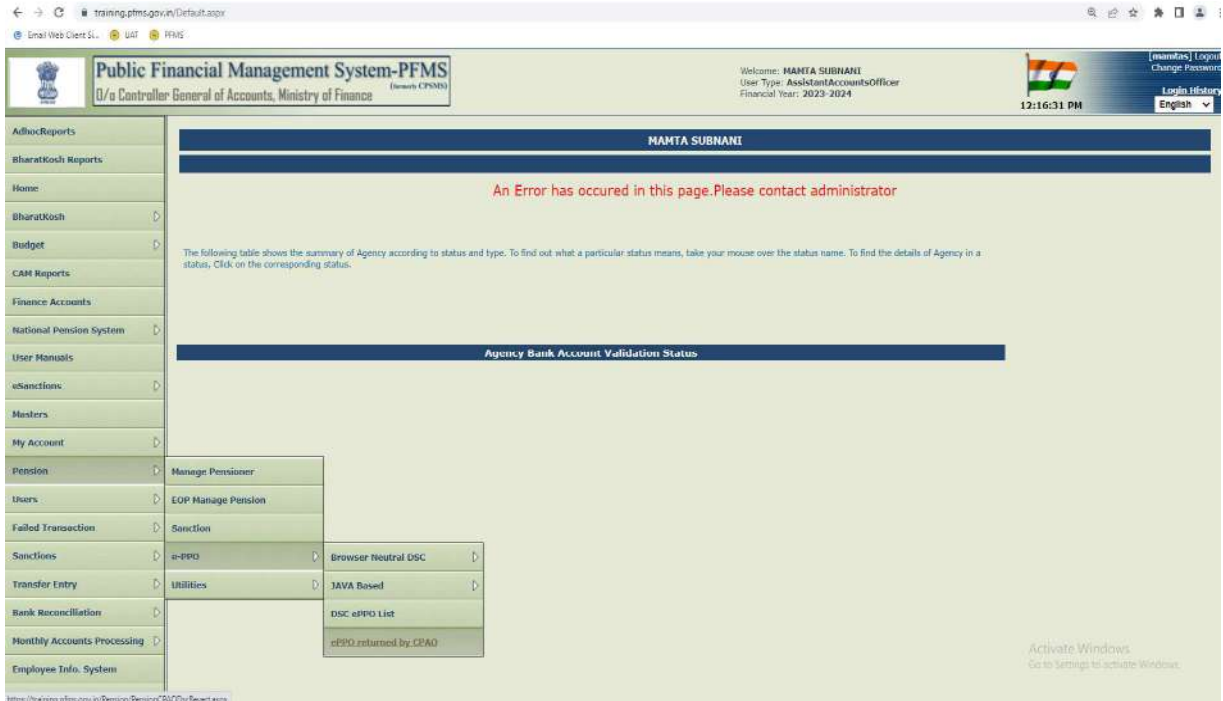 training.pfms.gov.in/Default.aspx
Email Web Client Si... UAT PFMS
Public Financial Management System-PFMS
(formerly CPSMS)
O/o Controller General of Accounts, Ministry of Finance
Welcome: MAMTA SUBNANI
User Type: AssistantAccountsOfficer
Financial Year: 2023-2024
12:16:31 PM
[mamtas] Logout
Change Password
Login History
English
AdhocReports
BharatKosh Reports
Home
BharatKosh
Budget
CAM Reports
Finance Accounts
National Pension System
User Manuals
eSanctions
Masters
My Account
Pension
Users
Failed Transaction
Sanctions
Transfer Entry
Bank Reconciliation
Monthly Accounts Processing
Employee Info. System
MAMTA SUBNANI
An Error has occured in this page.Please contact administrator
The following table shows the summary of Agency according to status and type. To find out what a particular status means, take your mouse over the status name. To find the details of Agency in a
status, Click on the corresponding status.
Agency Bank Account Validation Status
Manage Pensioner
EOP Manage Pension
Sanction
e-PPO
Utilities
Browser Neutral DSC
JAVA Based
DSC ePPO List
ePPO returned by CPAO
Activate Windows
Go to Settings to activate Windows.